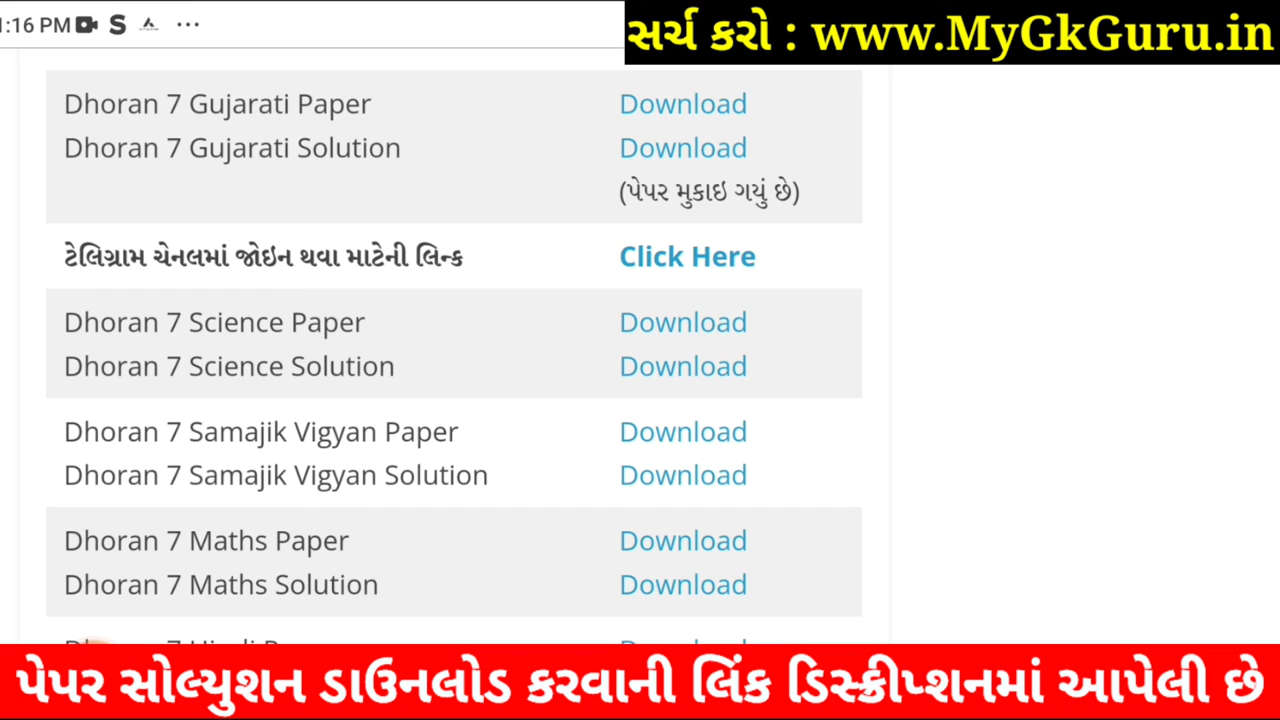 1:16 PM
સર્ચ કરો : www.MyGkGuru.in
Dhoran 7 Gujarati Paper Download
Dhoran 7 Gujarati Solution Download
(પેપર મુકાઇ ગયું છે)
ટેલિગ્રામ ચેનલમાં જોઇન થવા માટેની લિન્ક Click Here
Dhoran 7 Science Paper Download
Dhoran 7 Science Solution Download
Dhoran 7 Samajik Vigyan Paper Download
Dhoran 7 Samajik Vigyan Solution Download
Dhoran 7 Maths Paper Download
Dhoran 7 Maths Solution Download
પેપર સોલ્યુશન ડાઉનલોડ કરવાની લિંક ડિસ્ક્રીપ્શનમાં આપેલી છે